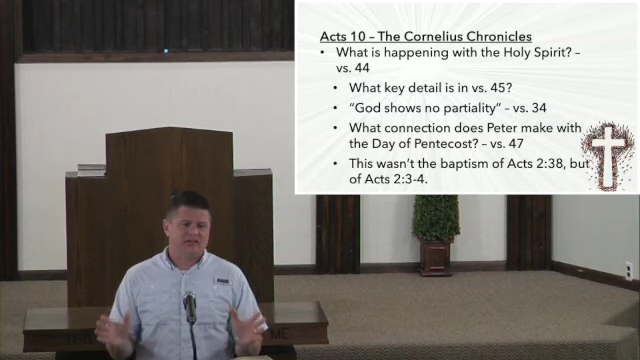 Acts 10 – The Cornelius Chronicles
• What is happening with the Holy Spirit? –
vs. 44
• What key detail is in vs. 45?
• “God shows no partiality” – vs. 34
• What connection does Peter make with
the Day of Pentecost? – vs. 47
• This wasn’t the baptism of Acts 2:38, but
of Acts 2:3-4.
THIS ME